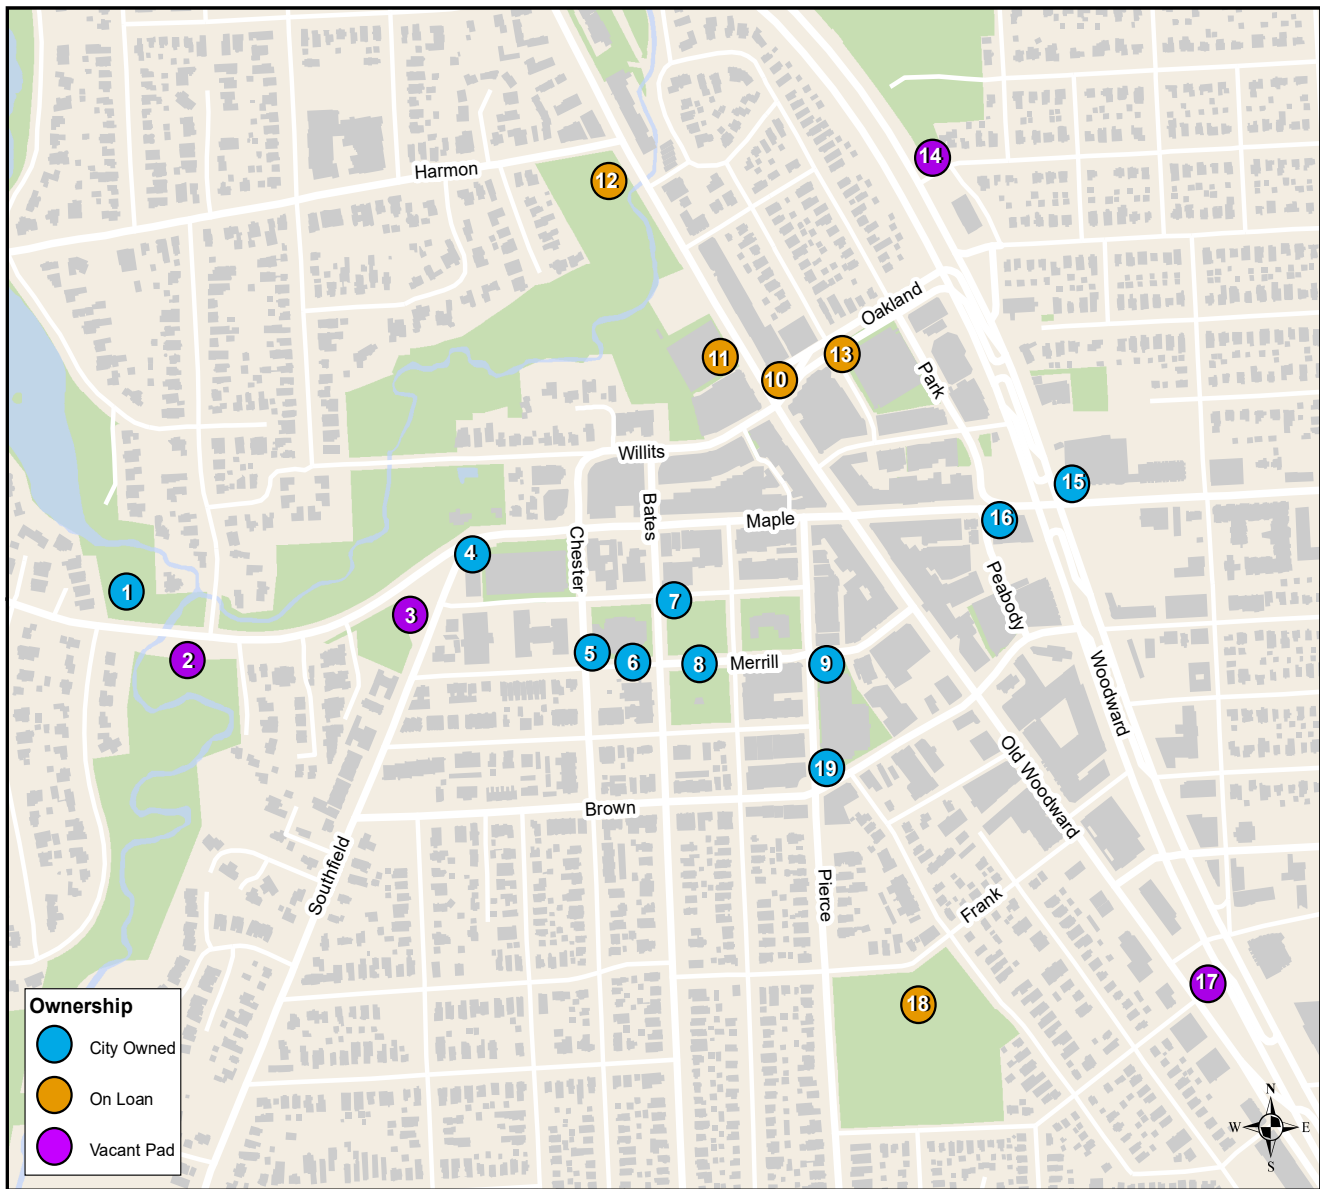 14
Harmon
12
Oakland
11
13
10
Park
Willits
15
Bates
Maple
16
Chester
4
Peabody
1
7
3
5
6
8
Merrill
9
2
Woodward
19
Old Woodward
Brown
Southfield
Pierce
Frank
17
18
Ownership
City Owned
On Loan
Vacant Pad
N
W
E
S